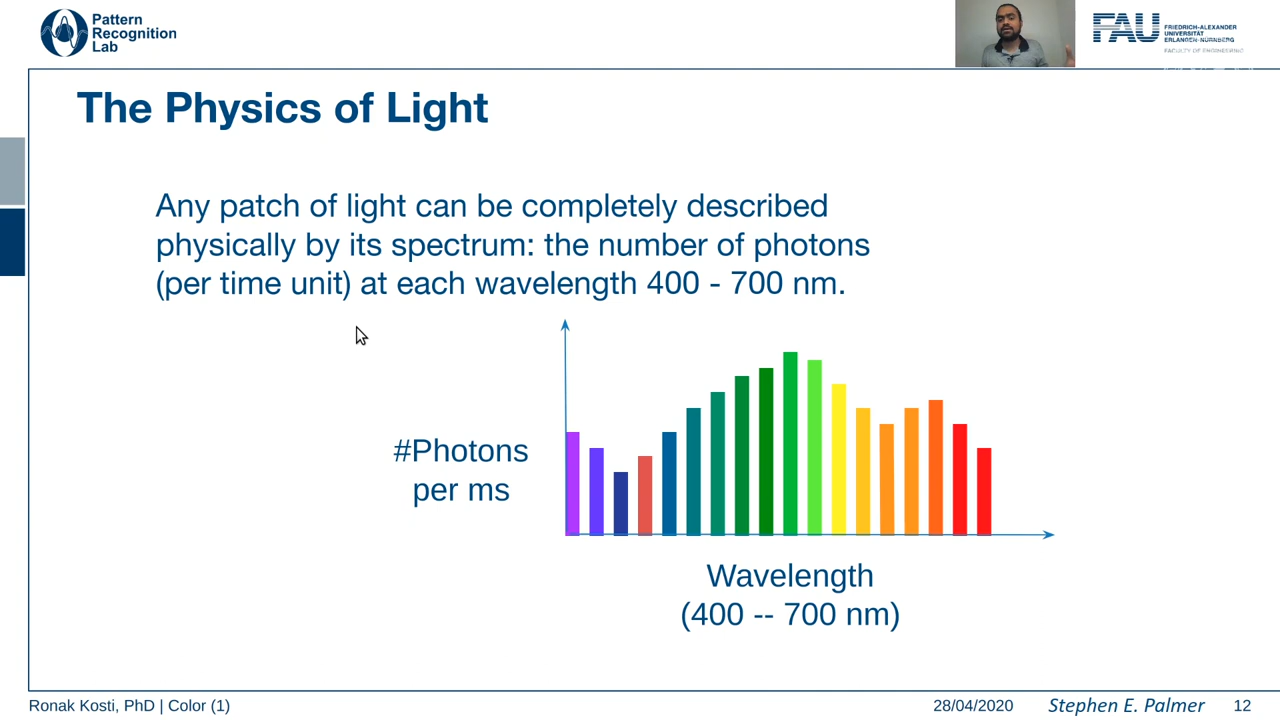 Pattern
Recognition
Lab
FAU
FRIEDRICH-ALEXANDER
UNIVERSITÄT
ERLANGEN-NÜRNBERG
FACULTY OF ENGINEERING
The Physics of Light
Any patch of light can be completely described
physically by its spectrum: the number of photons
(per time unit) at each wavelength 400 - 700 nm.
#Photons
per ms
Wavelength
(400 -- 700 nm)
Ronak Kosti, PhD | Color (1)
28/04/2020
Stephen E. Palmer
12